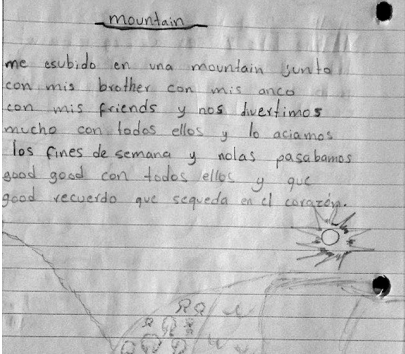 mountain
me esubido en una mountain junto
con mis brother con mis anco
con mis friends y nos divertimos
mucho con todos ellos y lo aciamos
los fines de semana y nolas pasabamos
good good con todos ellos y que
good recuerdo que sequeda en el corazón.